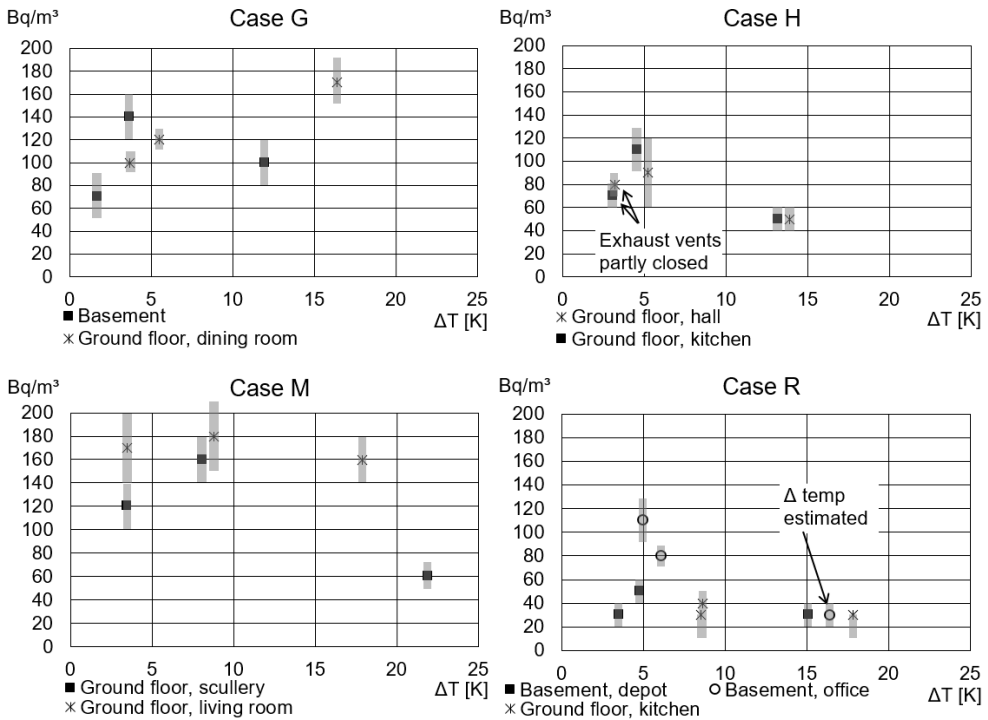 Bq/m³
Case G
200
180
160
140
120
100
80
60
40
20
0
0 5 10 15 20 25
ΔT [K]
Basement
Ground floor, dining room
Bq/m³
Case H
200
180
160
140
120
100
80
60
40
20
0
Exhaust vents
partly closed
0 5 10 15 20 25
ΔT [K]
Ground floor, hall
Ground floor, kitchen
Bq/m³
Case M
200
180
160
140
120
100
80
60
40
20
0
0 5 10 15 20 25
ΔT [K]
Ground floor, scullery
Ground floor, living room
Bq/m³
Case R
200
180
160
140
120
100
80
60
40
20
0
Δ temp
estimated
0 5 10 15 20 25
ΔT [K]
Basement, depot
Basement, office
Ground floor, kitchen